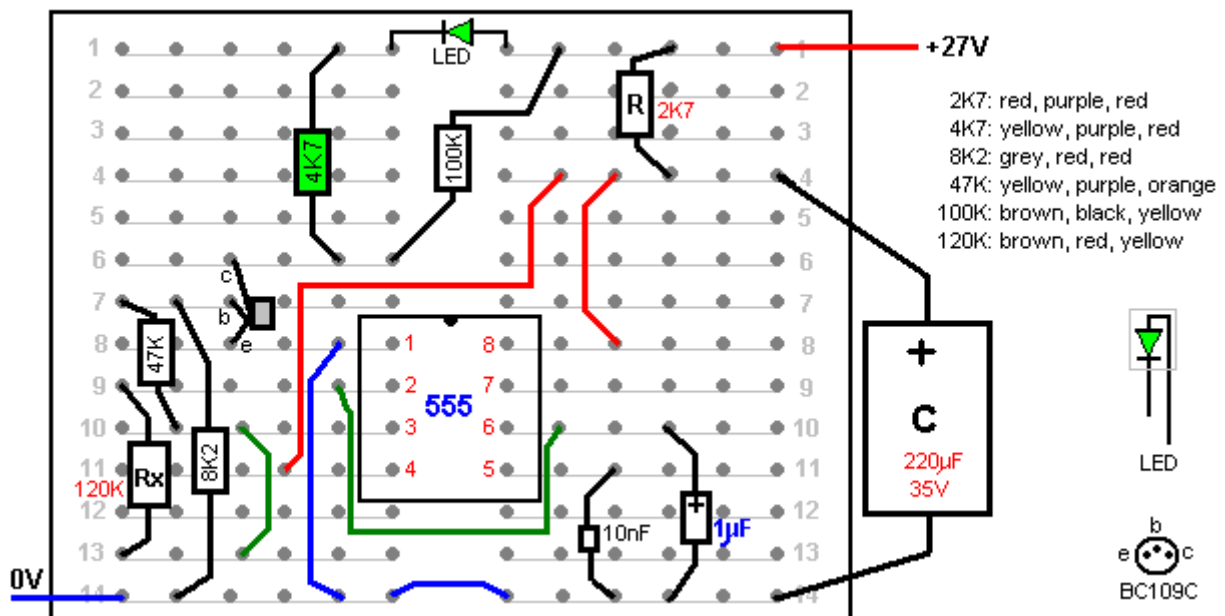 1
LED
1
+27V
2
R
2K7
2
2K7: red, purple, red
3
4K7
100K
3
4K7: yellow, purple, red
4
4
8K2: grey, red, red
47K: yellow, purple, orange
5
5
100K: brown, black, yellow
6
6
120K: brown, red, yellow
c
7
b
7
8
47K
e
1
8
8
+
9
2
555
7
9
10
3
6
10
C
11
120K
Rx
8K2
4
5
11
220µF
35V
LED
12
10nF
+
1µF
12
13
13
b
e
c
BC109C
0V
14
14